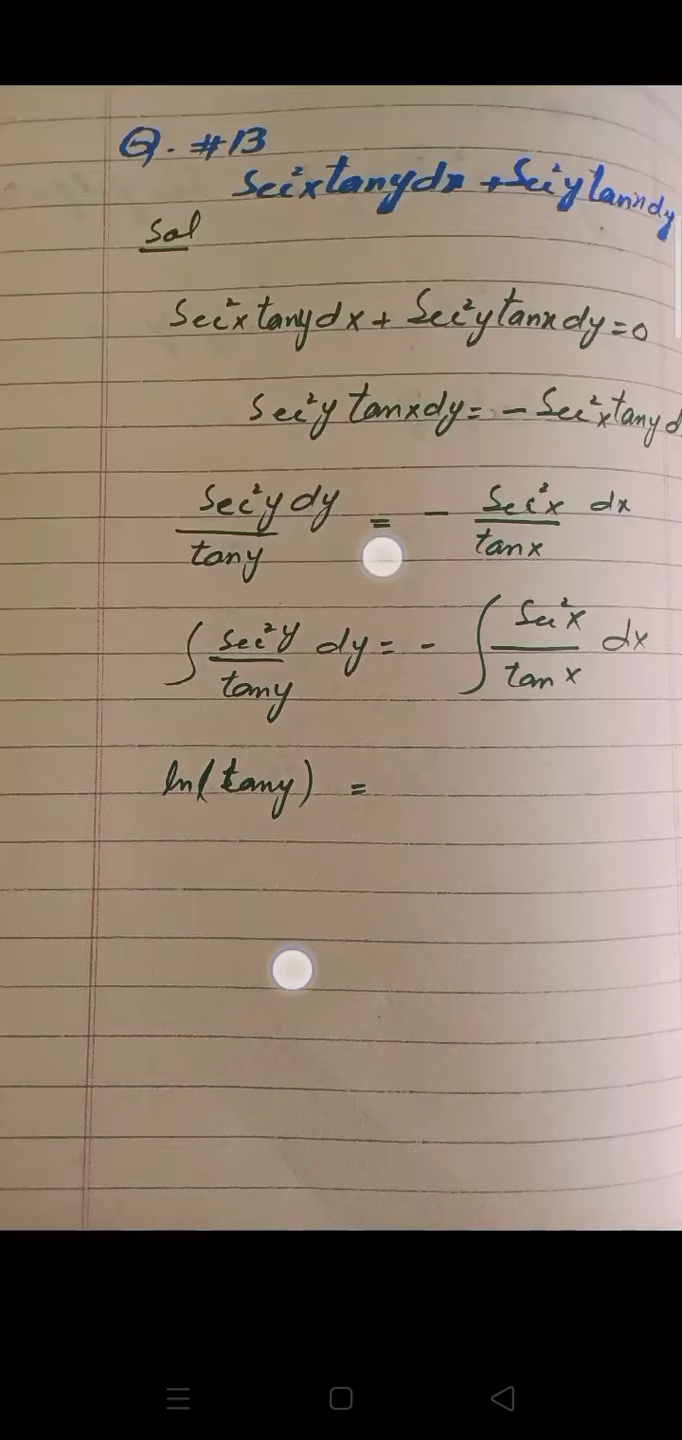 Q. #13
Sec²x tany dx + Sec²y tanx dy
Sol
Sec²x tany dx + Sec²y tanx dy = 0
Sec²y tanx dy = - Sec²x tany d
Sec²y dy / tany = - Sec²x / tanx dx
∫ Sec²y / tany dy = - ∫ Sec²x / tan x dx
ln(tany) =